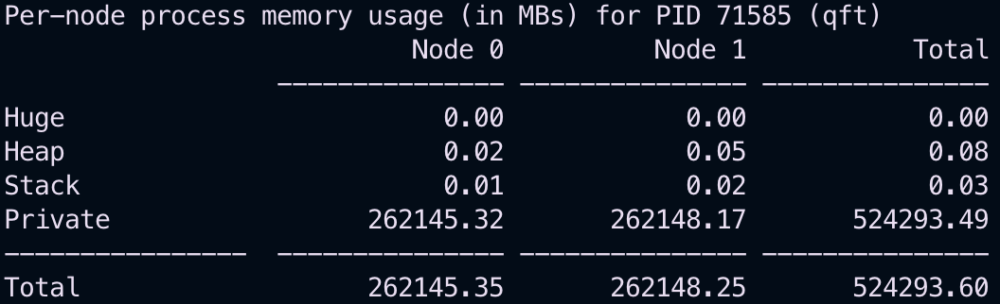 Per-node process memory usage (in MBs) for PID 71585 (qft)
                           Node 0          Node 1           Total
                  --------------- --------------- ---------------
Huge                         0.00            0.00            0.00
Heap                         0.02            0.05            0.08
Stack                        0.01            0.02            0.03
Private                 262145.32       262148.17       524293.49
----------------  --------------- --------------- ---------------
Total                   262145.35       262148.25       524293.60